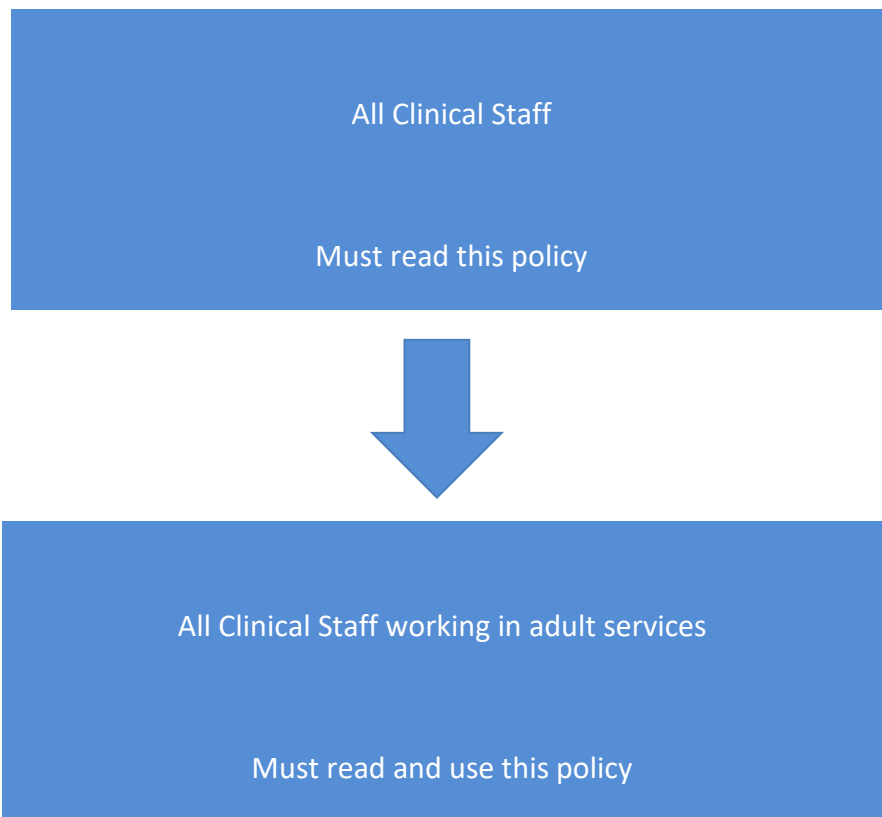 All Clinical Staff
Must read this policy
All Clinical Staff working in adult services
Must read and use this policy